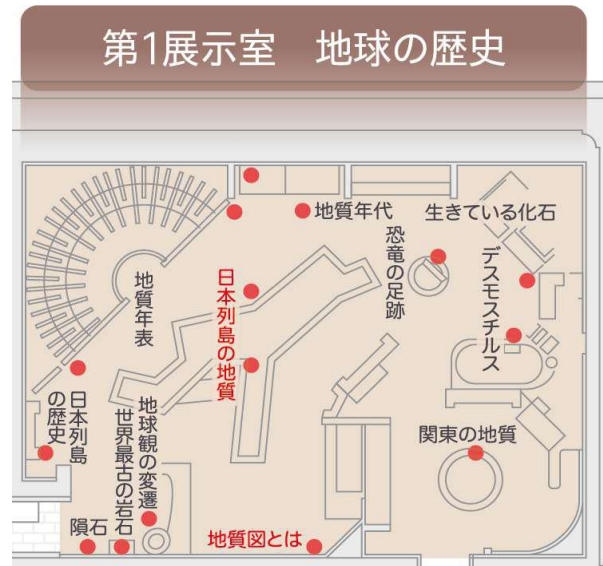 第1展示室 地球の歴史
地質年代
生きている化石
恐竜の足跡
デスモスチルス
日本列島の地質
地質年表
日本列島
の歴史
地球観の変遷
世界最古の岩石
関東の地質
隕石
地質図とは